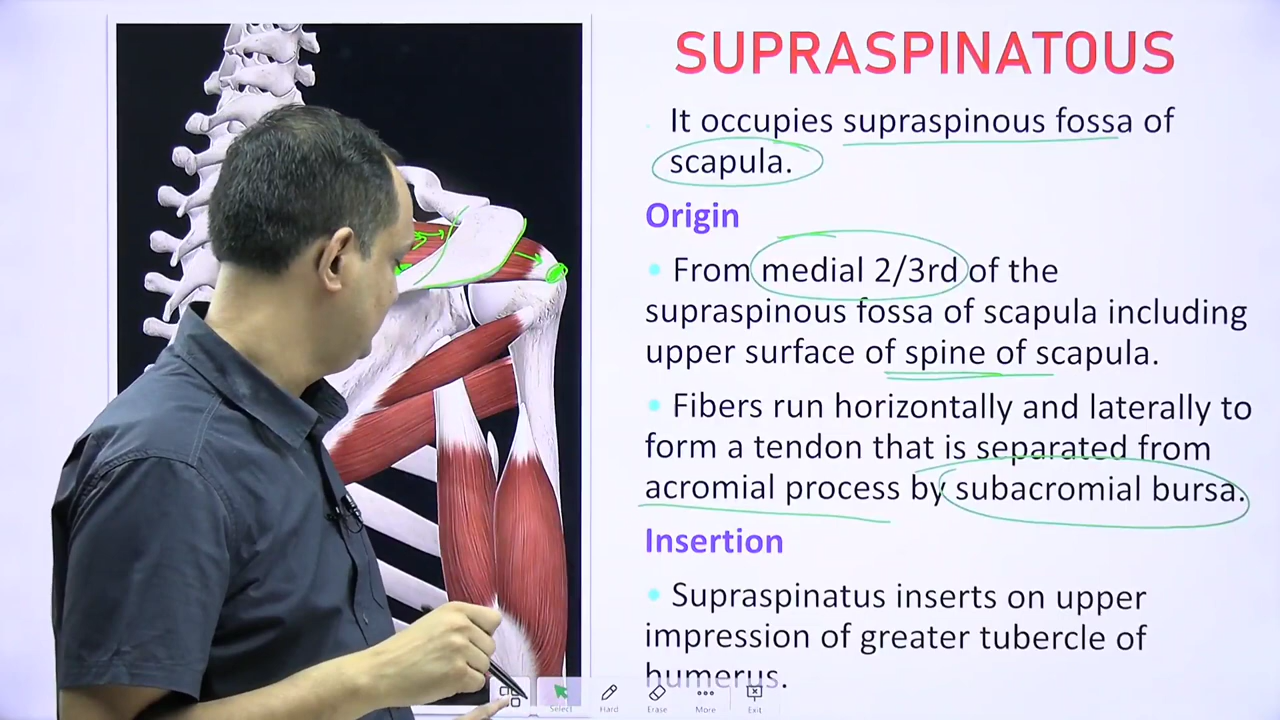 SUPRASPINATOUS
It occupies supraspinous fossa of
scapula.
Origin
• From medial 2/3rd of the
supraspinous fossa of scapula including
upper surface of spine of scapula.
• Fibers run horizontally and laterally to
form a tendon that is separated from
acromial process by subacromial bursa.
Insertion
• Supraspinatus inserts on upper
impression of greater tubercle of
humerus.
Select Hard Erase More Exit